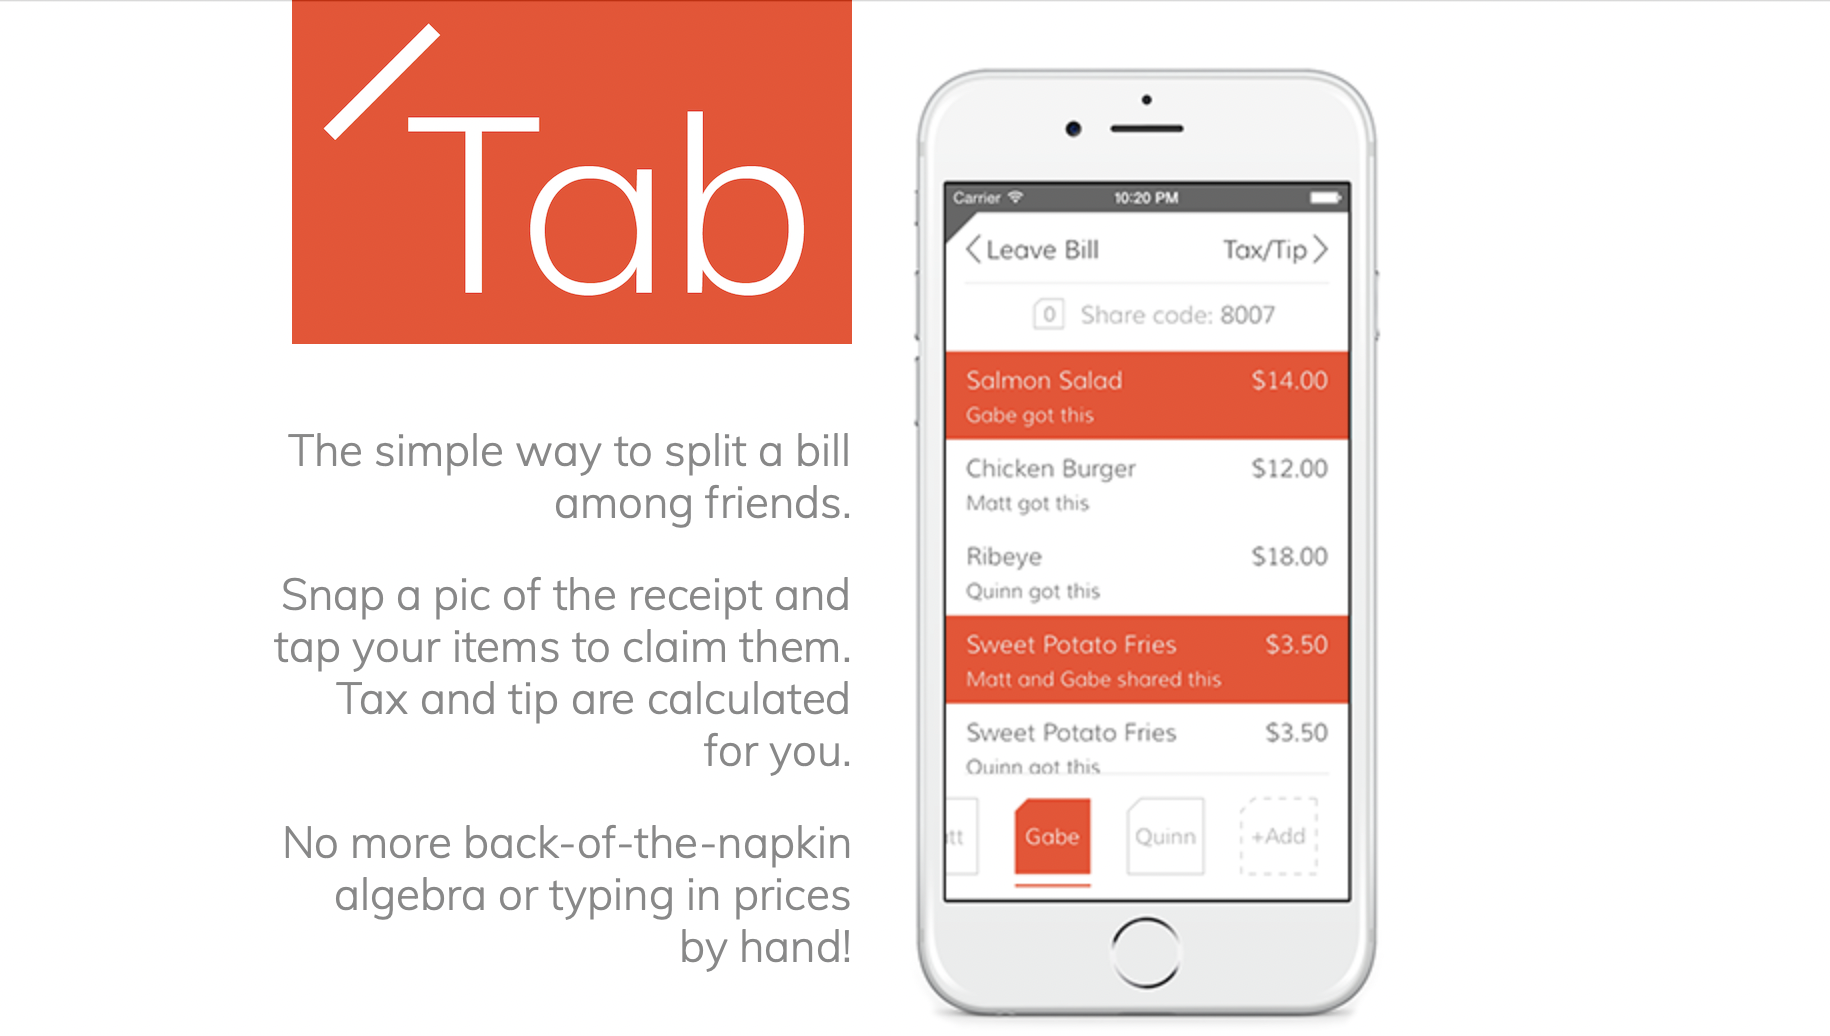 Tab
The simple way to split a bill
among friends.
Snap a pic of the receipt and
tap your items to claim them.
Tax and tip are calculated
for you.
No more back-of-the-napkin
algebra or typing in prices
by hand!
Carrier 10:20 PM
Leave Bill Tax/Tip
0 Share code: 8007
Salmon Salad $14.00
Gabe got this
Chicken Burger $12.00
Matt got this
Ribeye $18.00
Quinn got this
Sweet Potato Fries $3.50
Matt and Gabe shared this
Sweet Potato Fries $3.50
Quinn got this
tt Gabe Quinn +Add